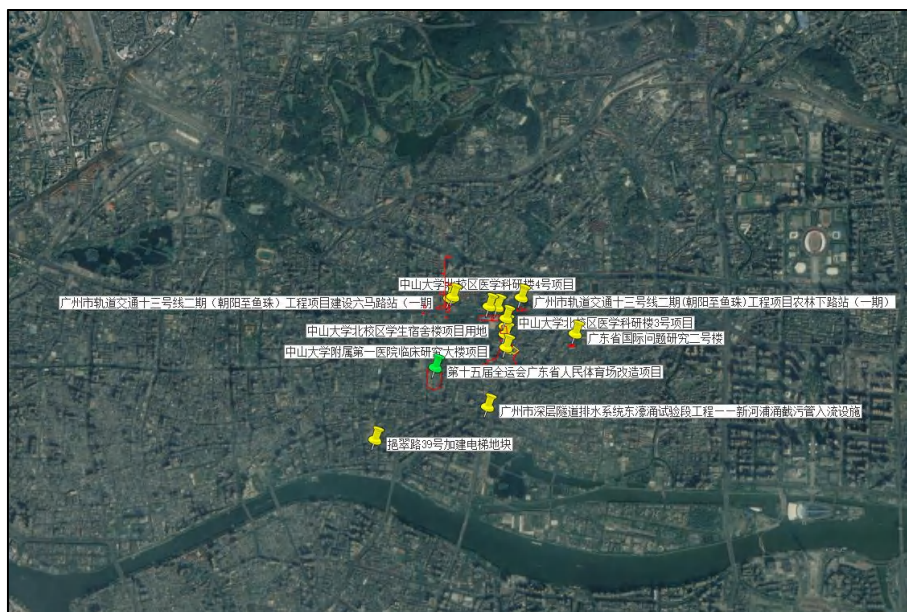 中山大学北校区医学科研楼4号项目
广州市轨道交通十三号线二期（朝阳至鱼珠）工程项目建设六马路站（一期
广州市轨道交通十三号线二期(朝阳至鱼珠)工程项目农林下路站（一期）
中山大学北校区医学科研楼3号项目
中山大学北校区学生宿舍楼项目用地
广东省国际问题研究二号楼
中山大学附属第一医院临床研究大楼项目
第十五届全运会广东省人民体育场改造项目
广州市深层隧道排水系统东濠涌试验段工程——新河浦涌截污管入流设施
挹翠路39号加建电梯地块